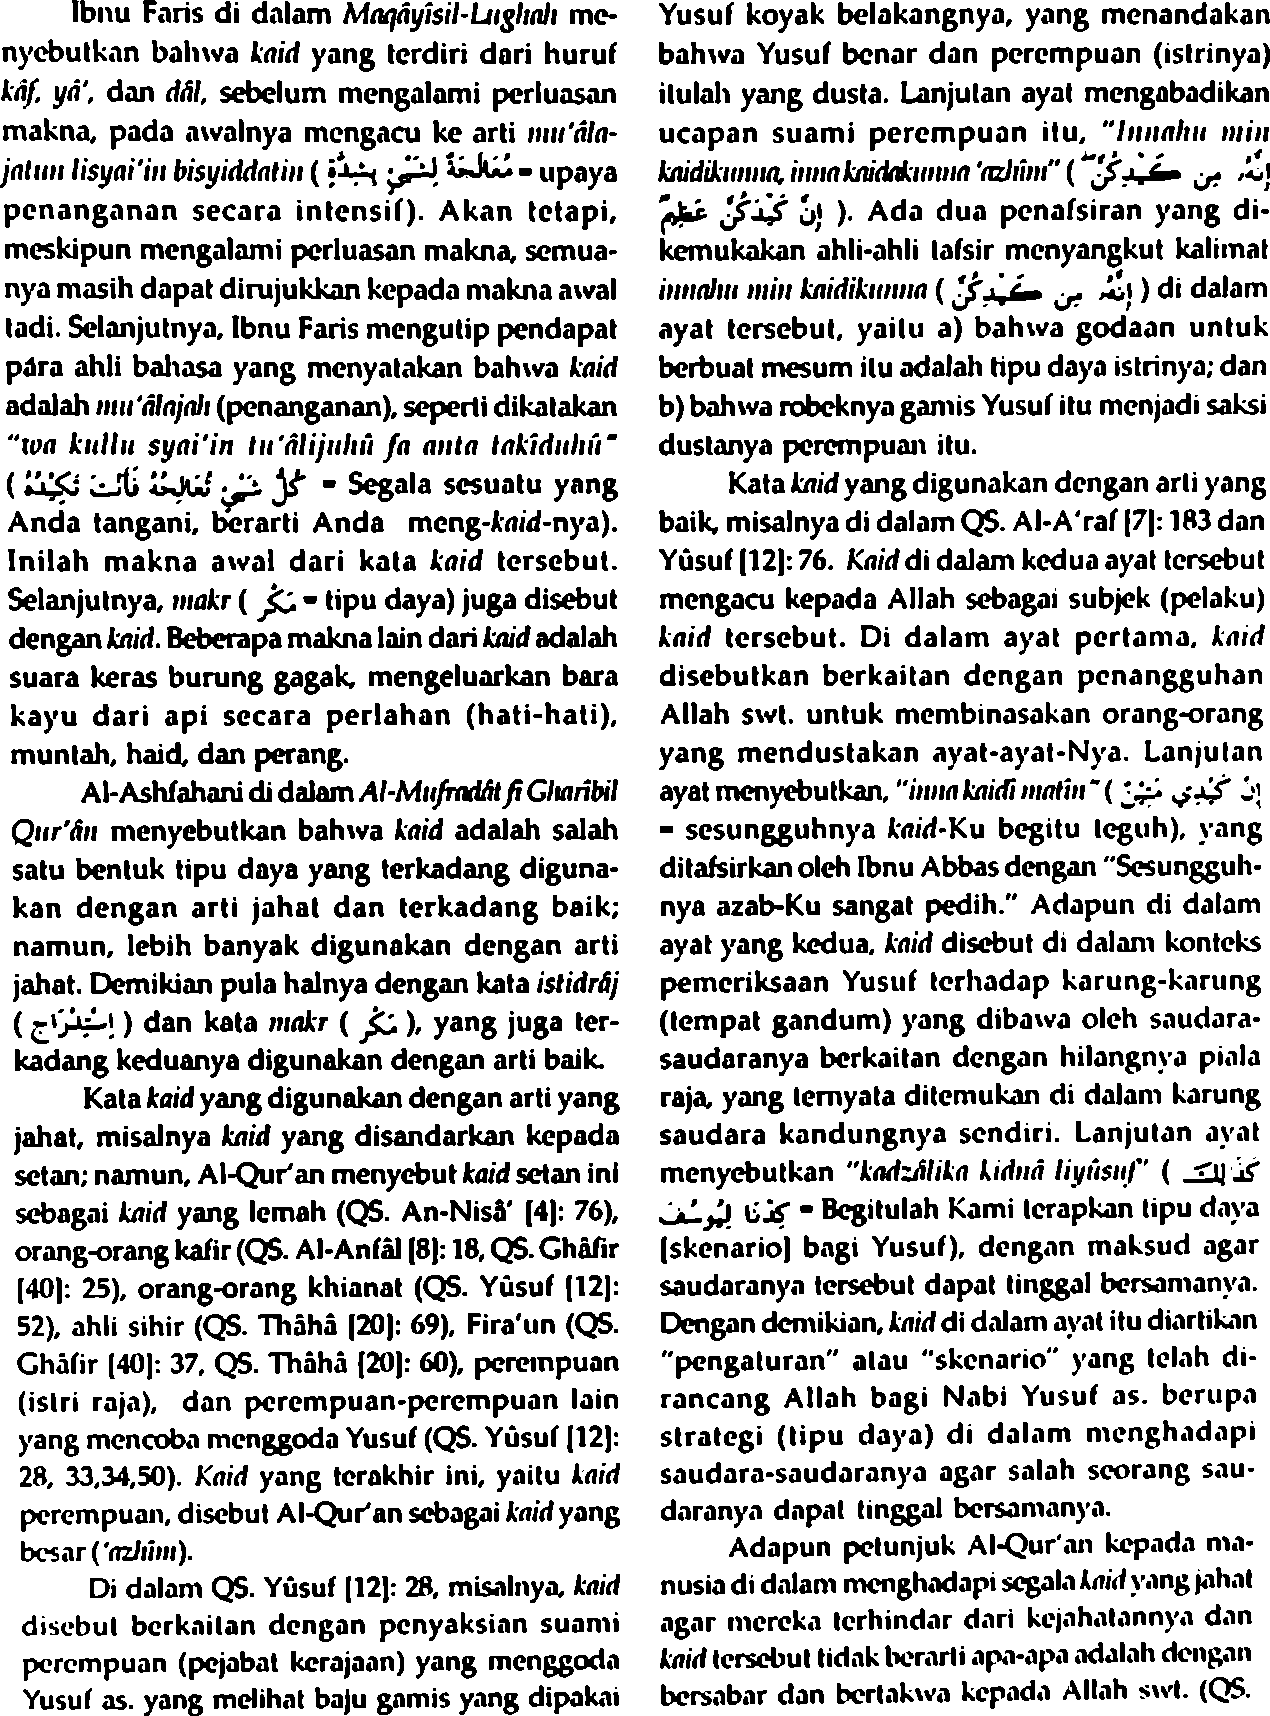 Ibnu Faris di dalam Maqâyîsil-Lughah me-
nyebutkan bahwa kaid yang terdiri dari huruf
kâf, yâ', dan dâl, sebelum mengalami perluasan
makna, pada awalnya mengacu ke arti mu'âla-
jatun lisyai'in bisyiddatin ( مُعَالَجَةٌ لِشَيْءٍ بِشِدَّةٍ = upaya
penanganan secara intensif). Akan tetapi,
meskipun mengalami perluasan makna, semua-
nya masih dapat dirujukkan kepada makna awal
tadi. Selanjutnya, Ibnu Faris mengutip pendapat
pára ahli bahasa yang menyatakan bahwa kaid
adalah mu'âlajah (penanganan), seperti dikatakan
"wa kullu syai'in tu'âlijuhû fa anta takîduhû"
( كُلُّ شَيْءٍ تُعَالِجُهُ فَأَنْتَ تَكِيْدُهُ = Segala sesuatu yang
Anda tangani, berarti Anda meng-kaid-nya).
Inilah makna awal dari kata kaid tersebut.
Selanjutnya, makr ( مَكْر = tipu daya) juga disebut
dengan kaid. Beberapa makna lain dari kaid adalah
suara keras burung gagak, mengeluarkan bara
kayu dari api secara perlahan (hati-hati),
muntah, haid, dan perang.
Al-Ashfahani di dalam Al-Mufradât fî Gharîbil
Qur'ân menyebutkan bahwa kaid adalah salah
satu bentuk tipu daya yang terkadang diguna-
kan dengan arti jahat dan terkadang baik;
namun, lebih banyak digunakan dengan arti
jahat. Demikian pula halnya dengan kata istidrâj
( اِسْتِدْرَاج ) dan kata makr ( مَكْر ), yang juga ter-
kadang keduanya digunakan dengan arti baik.
Kata kaid yang digunakan dengan arti yang
jahat, misalnya kaid yang disandarkan kepada
setan; namun, Al-Qur'an menyebut kaid setan ini
sebagai kaid yang lemah (QS. An-Nisâ' [4]: 76),
orang-orang kafir (QS. Al-Anfâl [8]: 18, QS. Ghâfir
[40]: 25), orang-orang khianat (QS. Yûsuf [12]:
52), ahli sihir (QS. Thâhâ [20]: 69), Fira'un (QS.
Ghâfir [40]: 37, QS. Thâhâ [20]: 60), perempuan
(istri raja), dan perempuan-perempuan lain
yang mencoba menggoda Yusuf (QS. Yûsuf [12]:
28, 33,34,50). Kaid yang terakhir ini, yaitu kaid
perempuan, disebut Al-Qur'an sebagai kaid yang
besar ('azhîm).
Di dalam QS. Yûsuf [12]: 28, misalnya, kaid
disebut berkaitan dengan penyaksian suami
perempuan (pejabat kerajaan) yang menggoda
Yusuf as. yang melihat baju gamis yang dipakai
Yusuf koyak belakangnya, yang menandakan
bahwa Yusuf benar dan perempuan (istrinya)
itulah yang dusta. Lanjutan ayat mengabadikan
ucapan suami perempuan itu, "Innahu min
kaidikunna, inna kaidakunna 'azhîm" ( إِنَّهُ مِن كَيْدِكُنَّ
إِنَّ كَيْدَكُنَّ عَظِيْمٌ ). Ada dua penafsiran yang di-
kemukakan ahli-ahli tafsir menyangkut kalimat
innahu min kaidikunna ( إِنَّهُ مِن كَيْدِكُنَّ ) di dalam
ayat tersebut, yaitu a) bahwa godaan untuk
berbuat mesum itu adalah tipu daya istrinya; dan
b) bahwa robeknya gamis Yusuf itu menjadi saksi
dustanya perempuan itu.
Kata kaid yang digunakan dengan arti yang
baik, misalnya di dalam QS. Al-A'raf [7]: 183 dan
Yûsuf [12]: 76. Kaid di dalam kedua ayat tersebut
mengacu kepada Allah sebagai subjek (pelaku)
kaid tersebut. Di dalam ayat pertama, kaid
disebutkan berkaitan dengan penangguhan
Allah swt. untuk membinasakan orang-orang
yang mendustakan ayat-ayat-Nya. Lanjutan
ayat menyebutkan, "inna kaidî matîn" ( إِنَّ كَيْدِي مَتِيْنٌ
= sesungguhnya kaid-Ku begitu teguh), yang
ditafsirkan oleh Ibnu Abbas dengan "Sesungguh-
nya azab-Ku sangat pedih." Adapun di dalam
ayat yang kedua, kaid disebut di dalam konteks
pemeriksaan Yusuf terhadap karung-karung
(tempat gandum) yang dibawa oleh saudara-
saudaranya berkaitan dengan hilangnya piala
raja, yang ternyata ditemukan di dalam karung
saudara kandungnya sendiri. Lanjutan ayat
menyebutkan "kadzâlika kidnâ liyûsuf" ( كَذَٰلِكَ
كِدْنَا لِيُوسُفَ = Begitulah Kami terapkan tipu daya
[skenario] bagi Yusuf), dengan maksud agar
saudaranya tersebut dapat tinggal bersamanya.
Dengan demikian, kaid di dalam ayat itu diartikan
"pengaturan" atau "skenario" yang telah di-
rancang Allah bagi Nabi Yusuf as. berupa
strategi (tipu daya) di dalam menghadapi
saudara-saudaranya agar salah seorang sau-
daranya dapat tinggal bersamanya.
Adapun petunjuk Al-Qur'an kepada ma-
nusia di dalam menghadapi segala kaid yang jahat
agar mereka terhindar dari kejahatannya dan
kaid tersebut tidak berarti apa-apa adalah dengan
bersabar dan bertakwa kepada Allah swt. (QS.